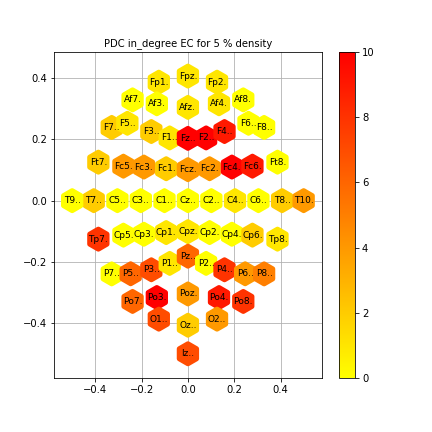 PDC in_degree EC for 5 % density
Fp1. Fpz. Fp2.
Af7. Af3. Afz. Af4. Af8.
F7.. F5.. F3.. F1.. Fz.. F2.. F4.. F6.. F8..
Ft7. Fc5. Fc3. Fc1. Fcz. Fc2. Fc4. Fc6. Ft8.
T9.. T7.. C5.. C3.. C1.. Cz.. C2.. C4.. C6.. T8.. T10.
Tp7. Cp5. Cp3. Cp1. Cpz. Cp2. Cp4. Cp6. Tp8.
P7.. P5.. P3.. P1.. Pz.. P2.. P4.. P6.. P8..
Po7. Po3. Poz. Po4. Po8.
O1.. Oz.. O2..
Iz..
0.4
0.2
0.0
−0.2
−0.4
−0.4 −0.2 0.0 0.2 0.4
10
8
6
4
2
0